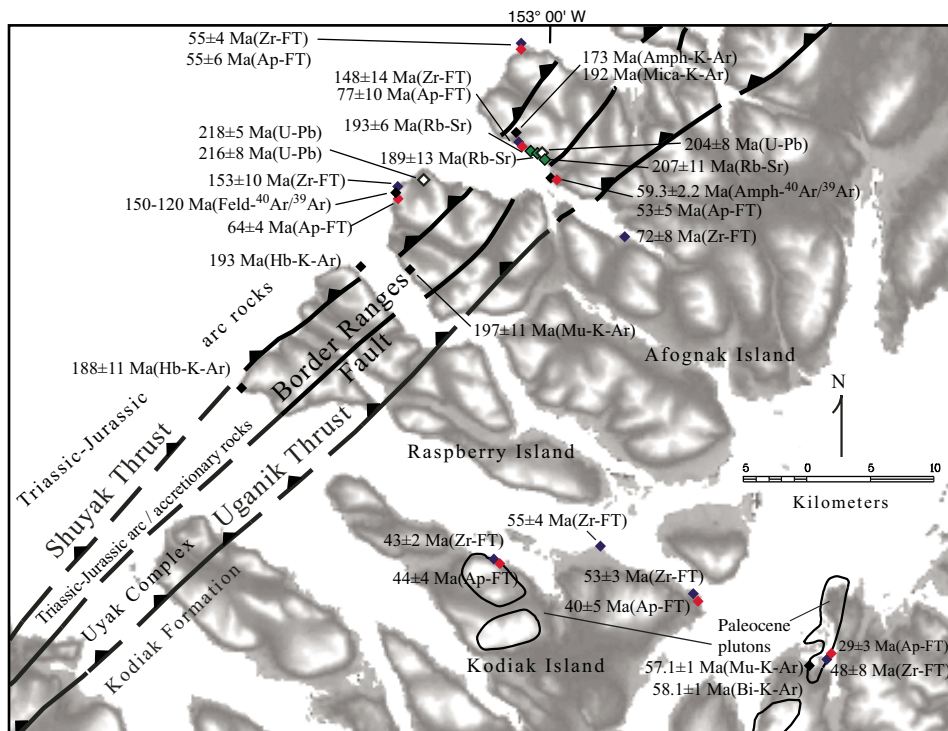 153° 00' W
55±4 Ma(Zr-FT)
55±6 Ma(Ap-FT)
173 Ma(Amph-K-Ar)
192 Ma(Mica-K-Ar)
148±14 Ma(Zr-FT)
77±10 Ma(Ap-FT)
193±6 Ma(Rb-Sr)
218±5 Ma(U-Pb)
216±8 Ma(U-Pb)
204±8 Ma(U-Pb)
189±13 Ma(Rb-Sr)
207±11 Ma(Rb-Sr)
153±10 Ma(Zr-FT)
150-120 Ma(Feld-⁴⁰Ar/³⁹Ar)
64±4 Ma(Ap-FT)
59.3±2.2 Ma(Amph-⁴⁰Ar/³⁹Ar)
53±5 Ma(Ap-FT)
72±8 Ma(Zr-FT)
193 Ma(Hb-K-Ar)
197±11 Ma(Mu-K-Ar)
188±11 Ma(Hb-K-Ar)
Triassic-Jurassic arc rocks
Shuyak Thrust
Border Ranges
Fault
Triassic-Jurassic arc / accretionary rocks
Uganik Thrust
Uyak Complex
Kodiak Formation
Afognak Island
Raspberry Island
N
5 0 5 10
Kilometers
55±4 Ma(Zr-FT)
43±2 Ma(Zr-FT)
44±4 Ma(Ap-FT)
53±3 Ma(Zr-FT)
40±5 Ma(Ap-FT)
Paleocene
plutons
Kodiak Island
29±3 Ma(Ap-FT)
57.1±1 Ma(Mu-K-Ar)
48±8 Ma(Zr-FT)
58.1±1 Ma(Bi-K-Ar)